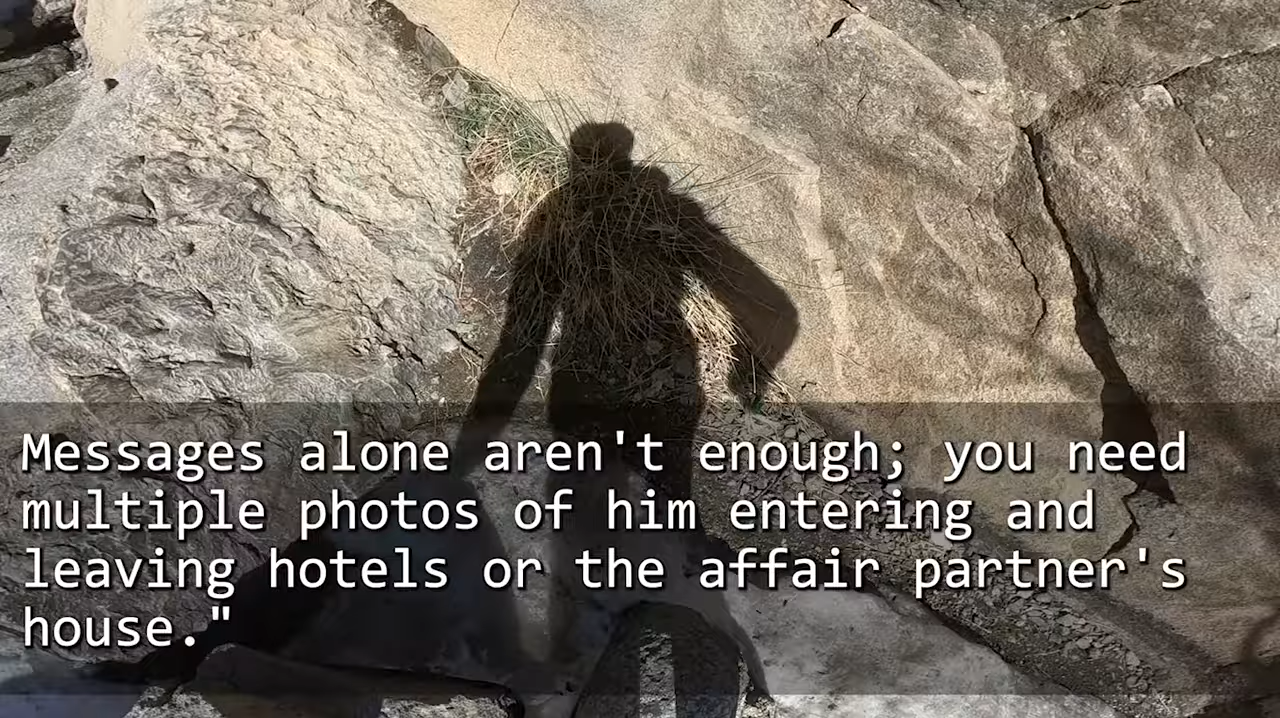 Messages alone aren't enough; you need
multiple photos of him entering and
leaving hotels or the affair partner's
house."